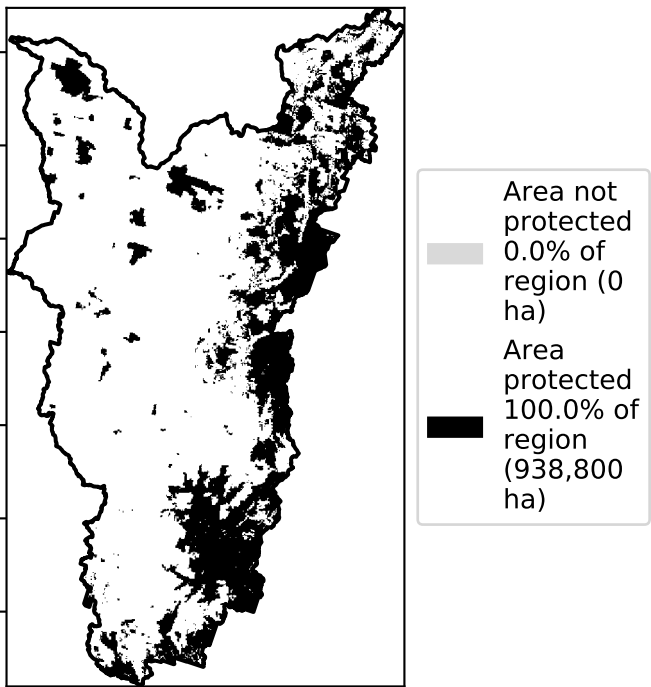 Area not
protected
0.0% of
region (0
ha)
Area
protected
100.0% of
region
(938,800
ha)